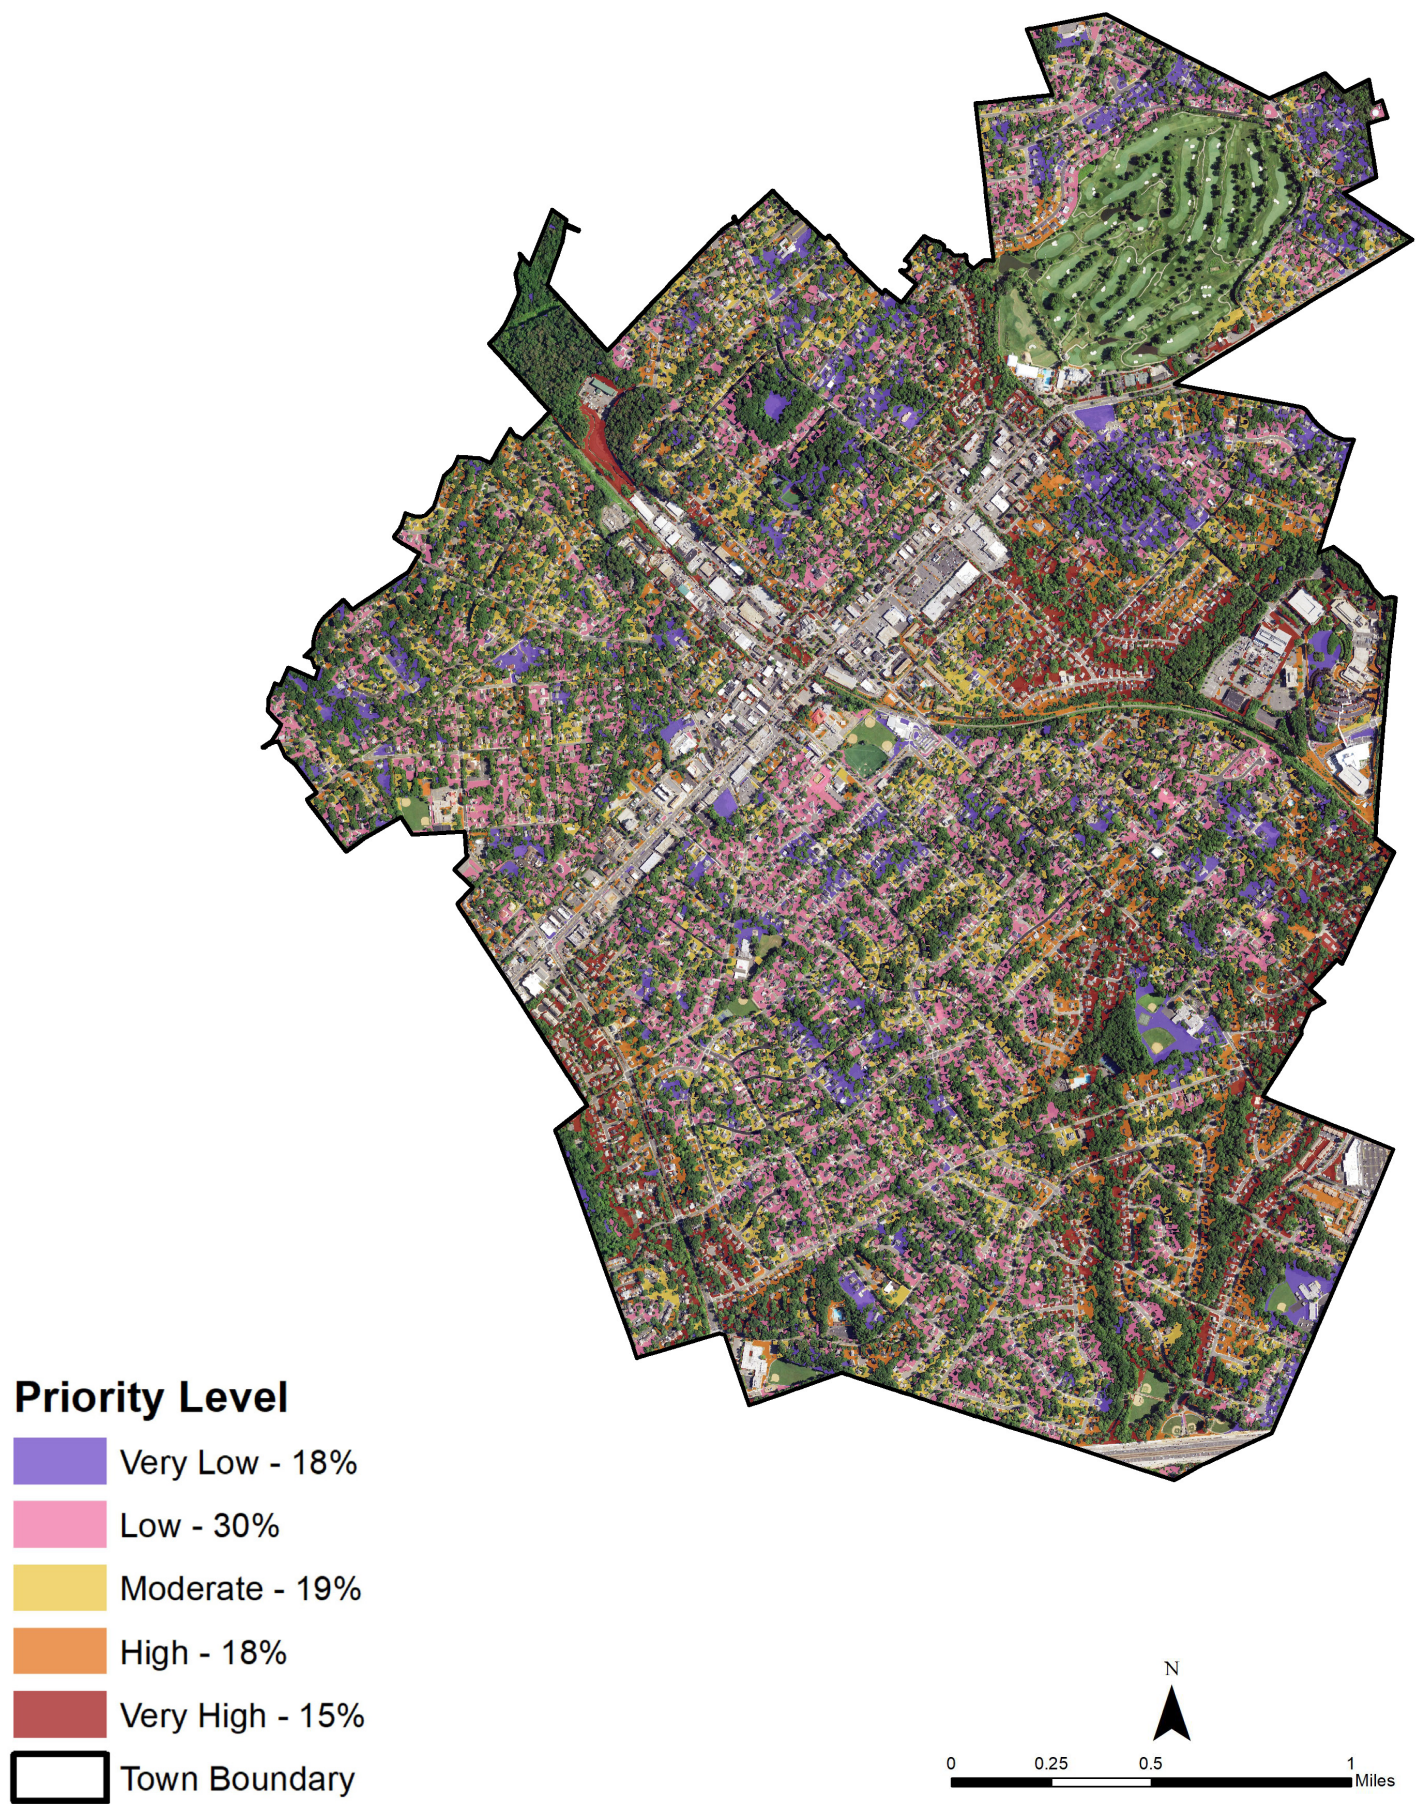 Priority Level
Very Low - 18%
Low - 30%
Moderate - 19%
High - 18%
Very High - 15%
Town Boundary
N
0 0.25 0.5 1
Miles